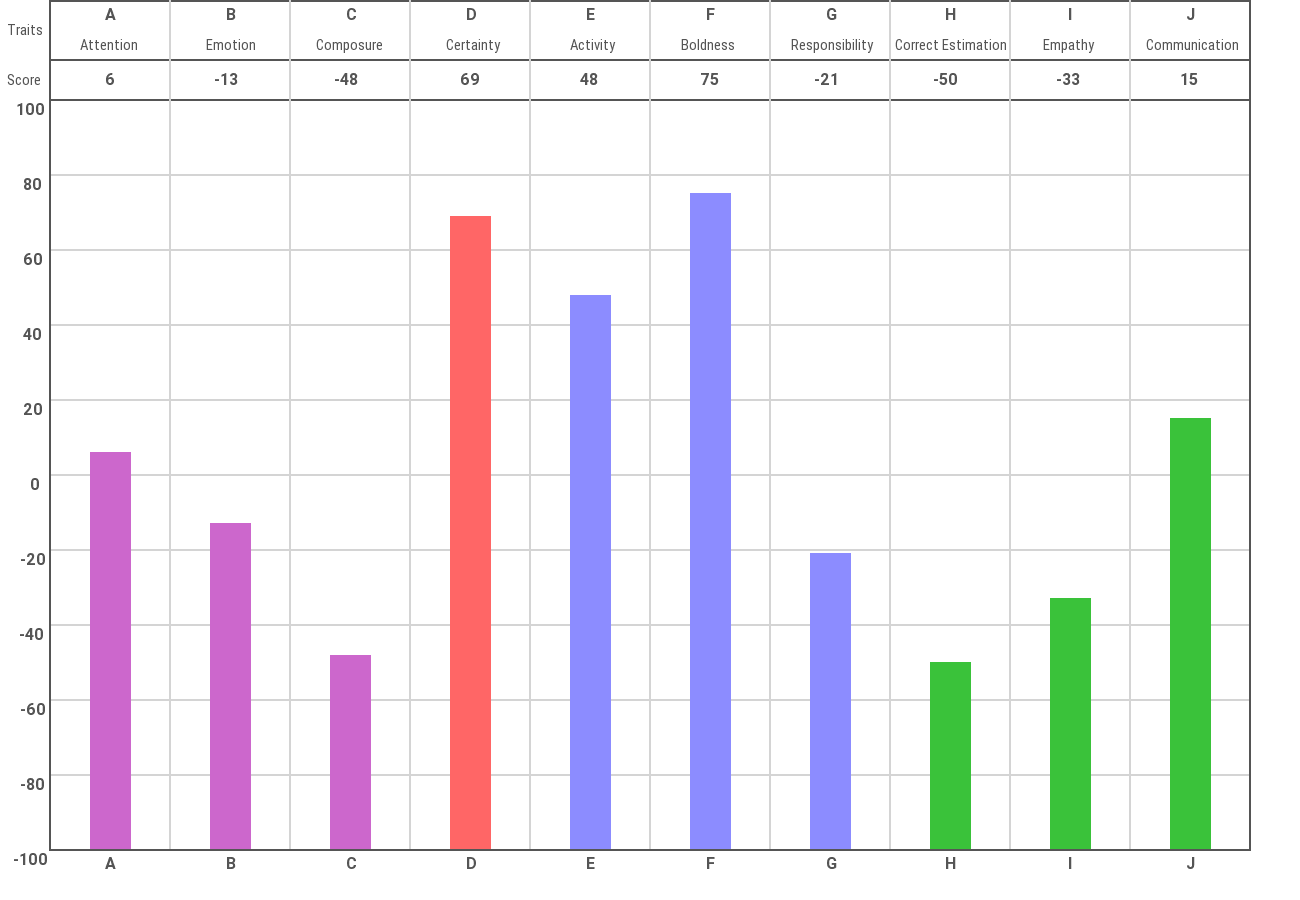 A B C D E F G H I J
Traits
Attention Emotion Composure Certainty Activity Boldness Responsibility Correct Estimation Empathy Communication
Score 6 -13 -48 69 48 75 -21 -50 -33 15
100
80
60
40
20
0
-20
-40
-60
-80
-100
A B C D E F G H I J